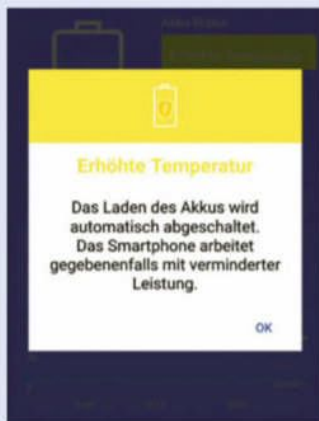 Erhöhte Temperatur
Das Laden des Akkus wird
automatisch abgeschaltet.
Das Smartphone arbeitet
gegebenenfalls mit verminderter
Leistung.
OK